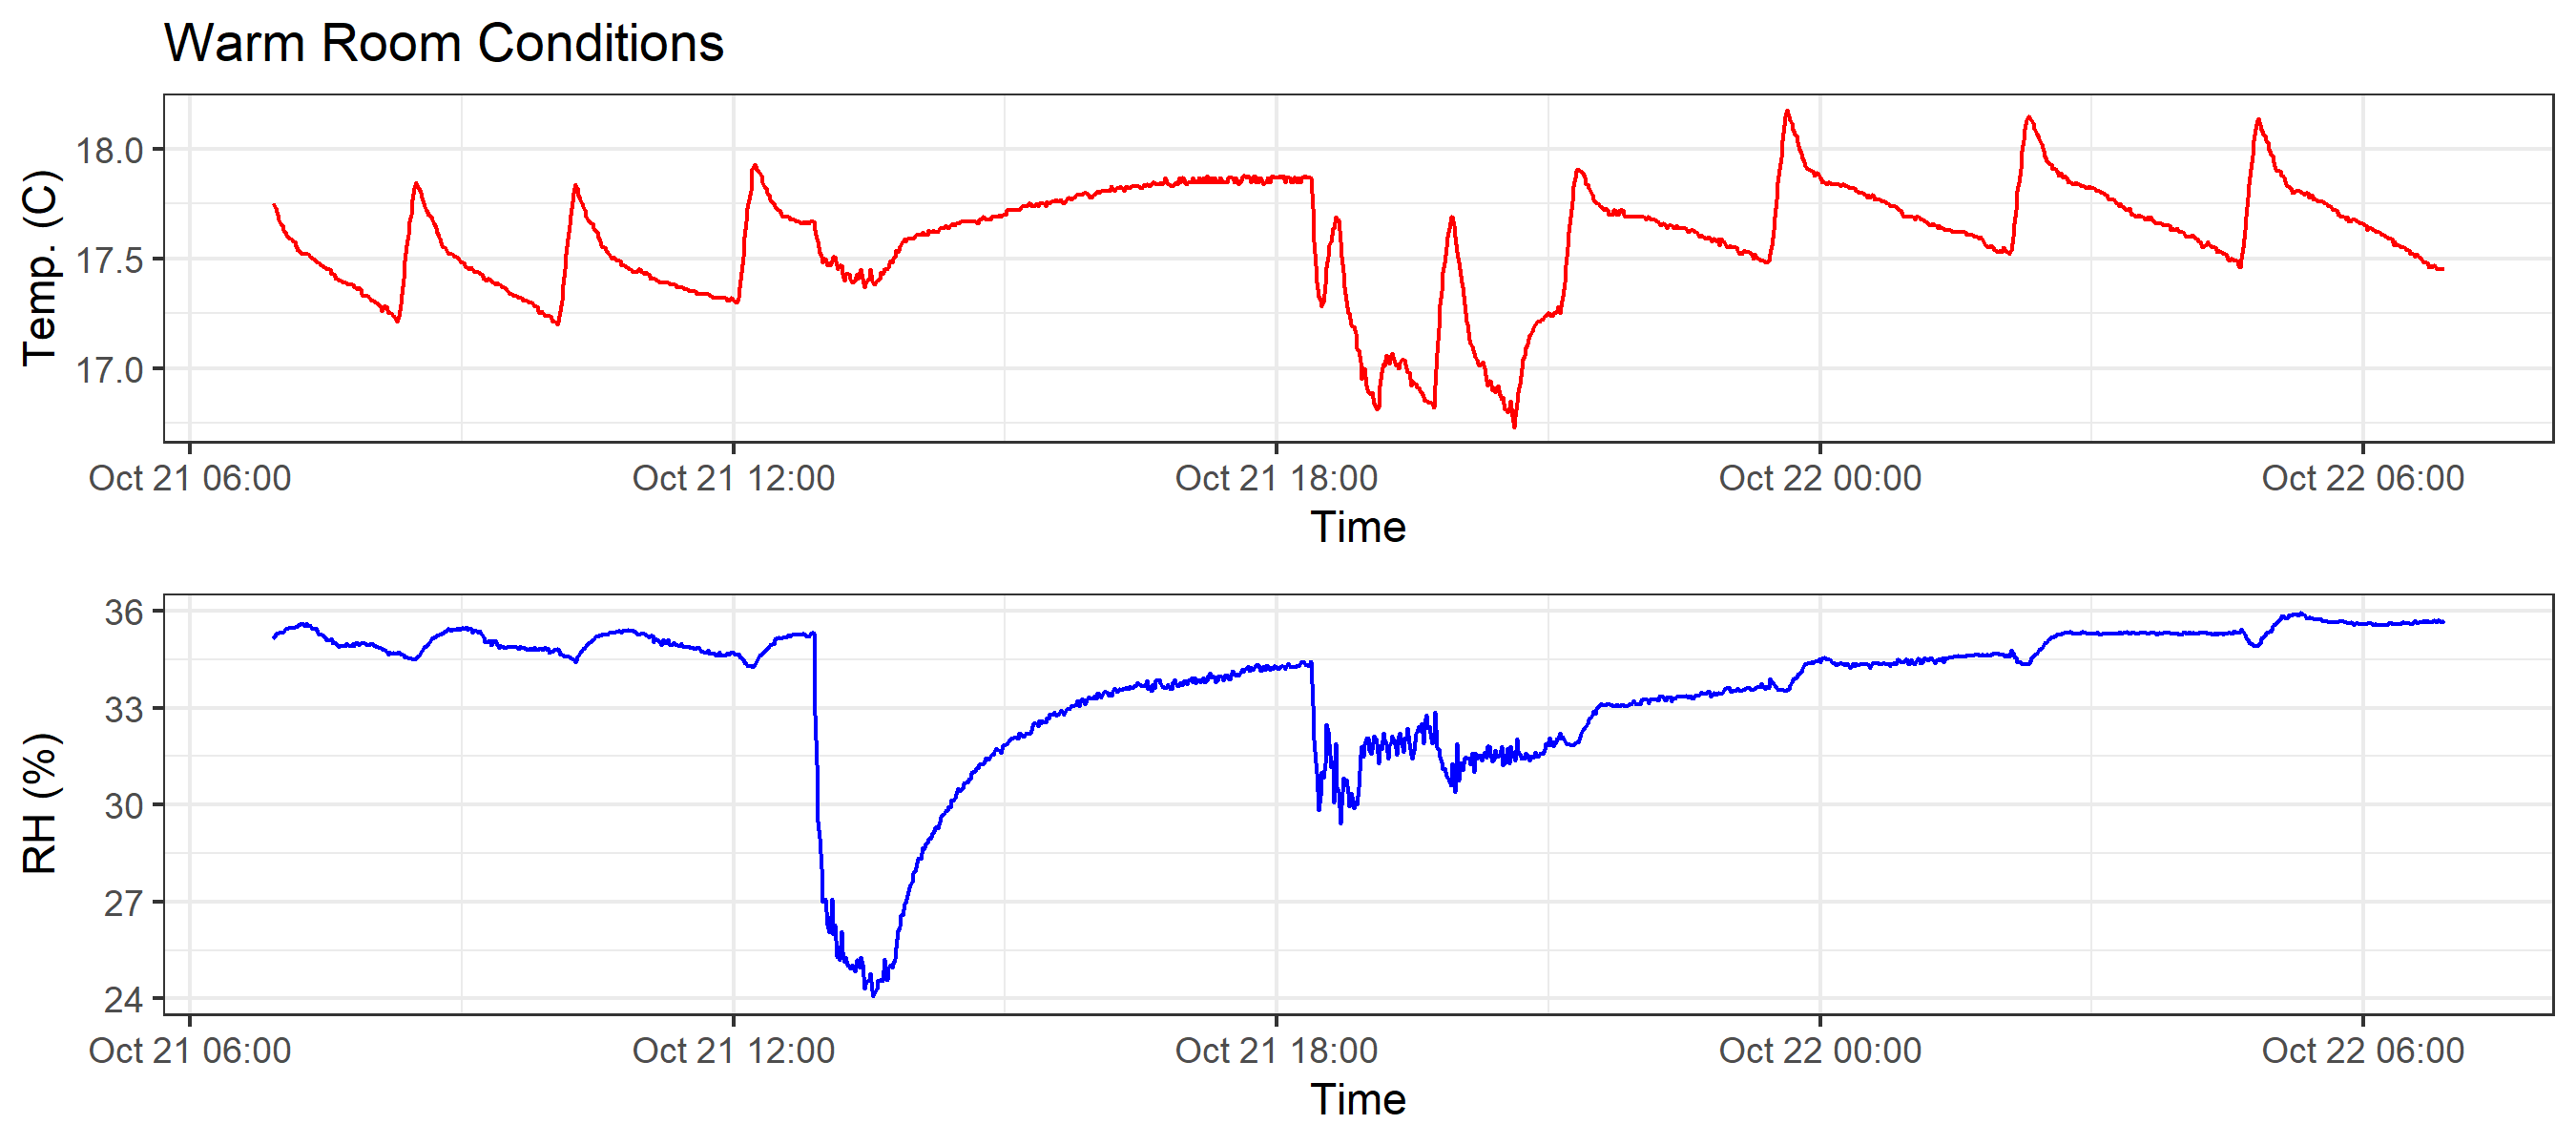 Warm Room Conditions
Temp. (C)
18.0
17.5
17.0
Oct 21 06:00 Oct 21 12:00 Oct 21 18:00 Oct 22 00:00 Oct 22 06:00
Time
RH (%)
36
33
30
27
24
Oct 21 06:00 Oct 21 12:00 Oct 21 18:00 Oct 22 00:00 Oct 22 06:00
Time